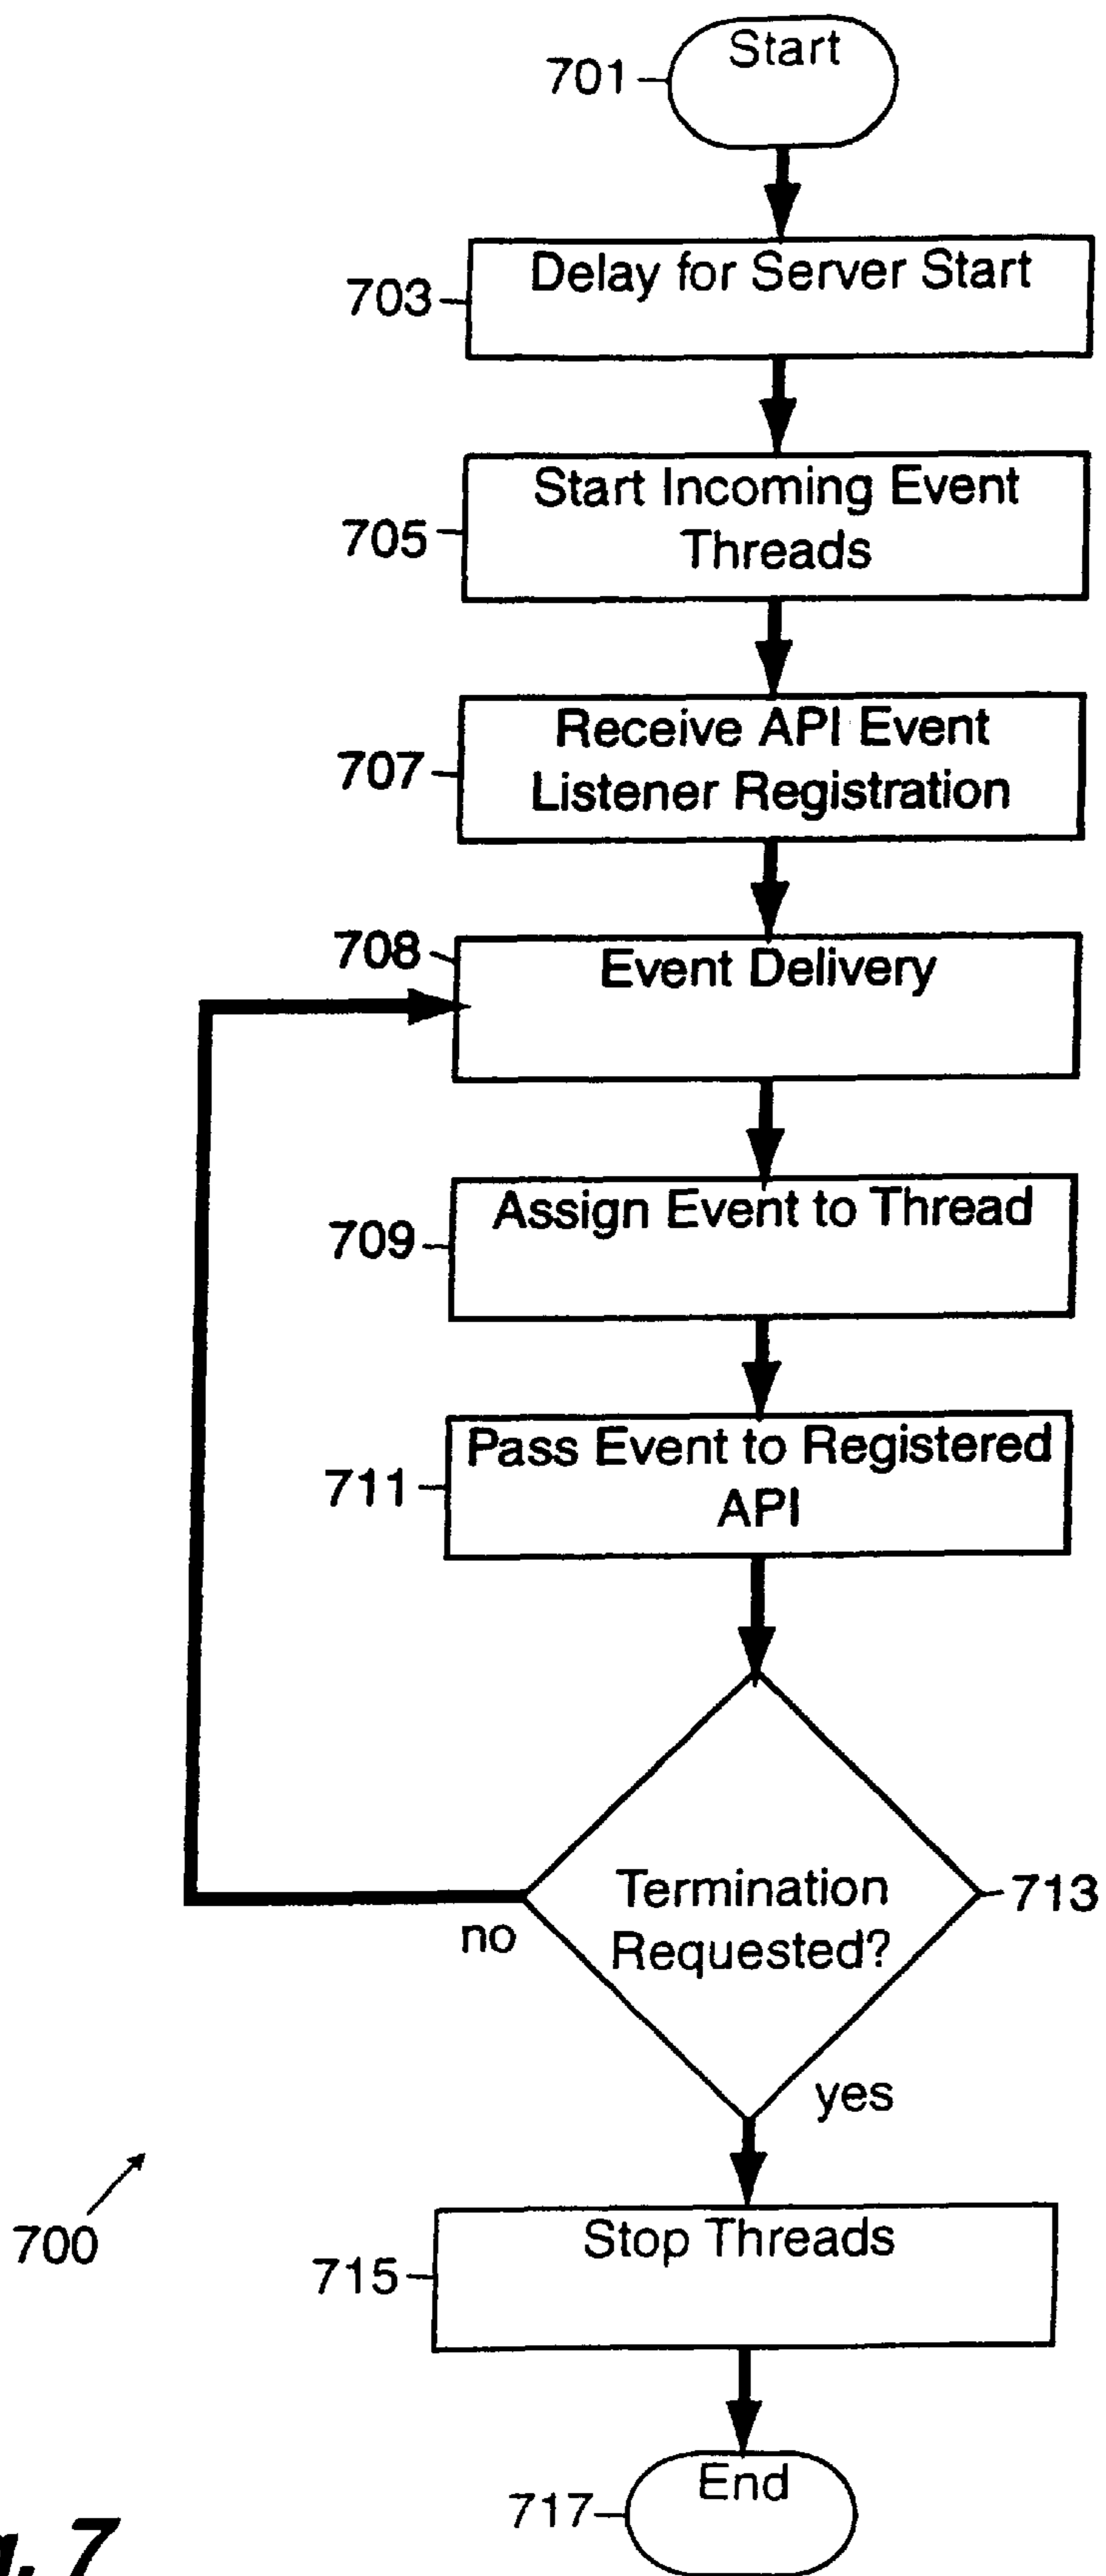 701
Start
703
Delay for Server Start
705
Start Incoming Event
Threads
707
Receive API Event
Listener Registration
708
Event Delivery
709
Assign Event to Thread
711
Pass Event to Registered
API
Termination
Requested?
713
no
yes
700
715
Stop Threads
717
End
7